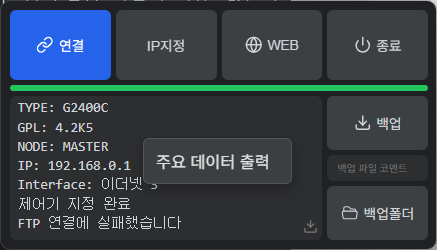 연결
IP지정
WEB
종료
TYPE: G2400C
GPL: 4.2K5
NODE: MASTER
IP: 192.168.0.1
Interface: 이더넷 3
제어기 지정 완료
FTP 연결에 실패했습니다
주요 데이터 출력
백업
백업 파일 코멘트
백업폴더